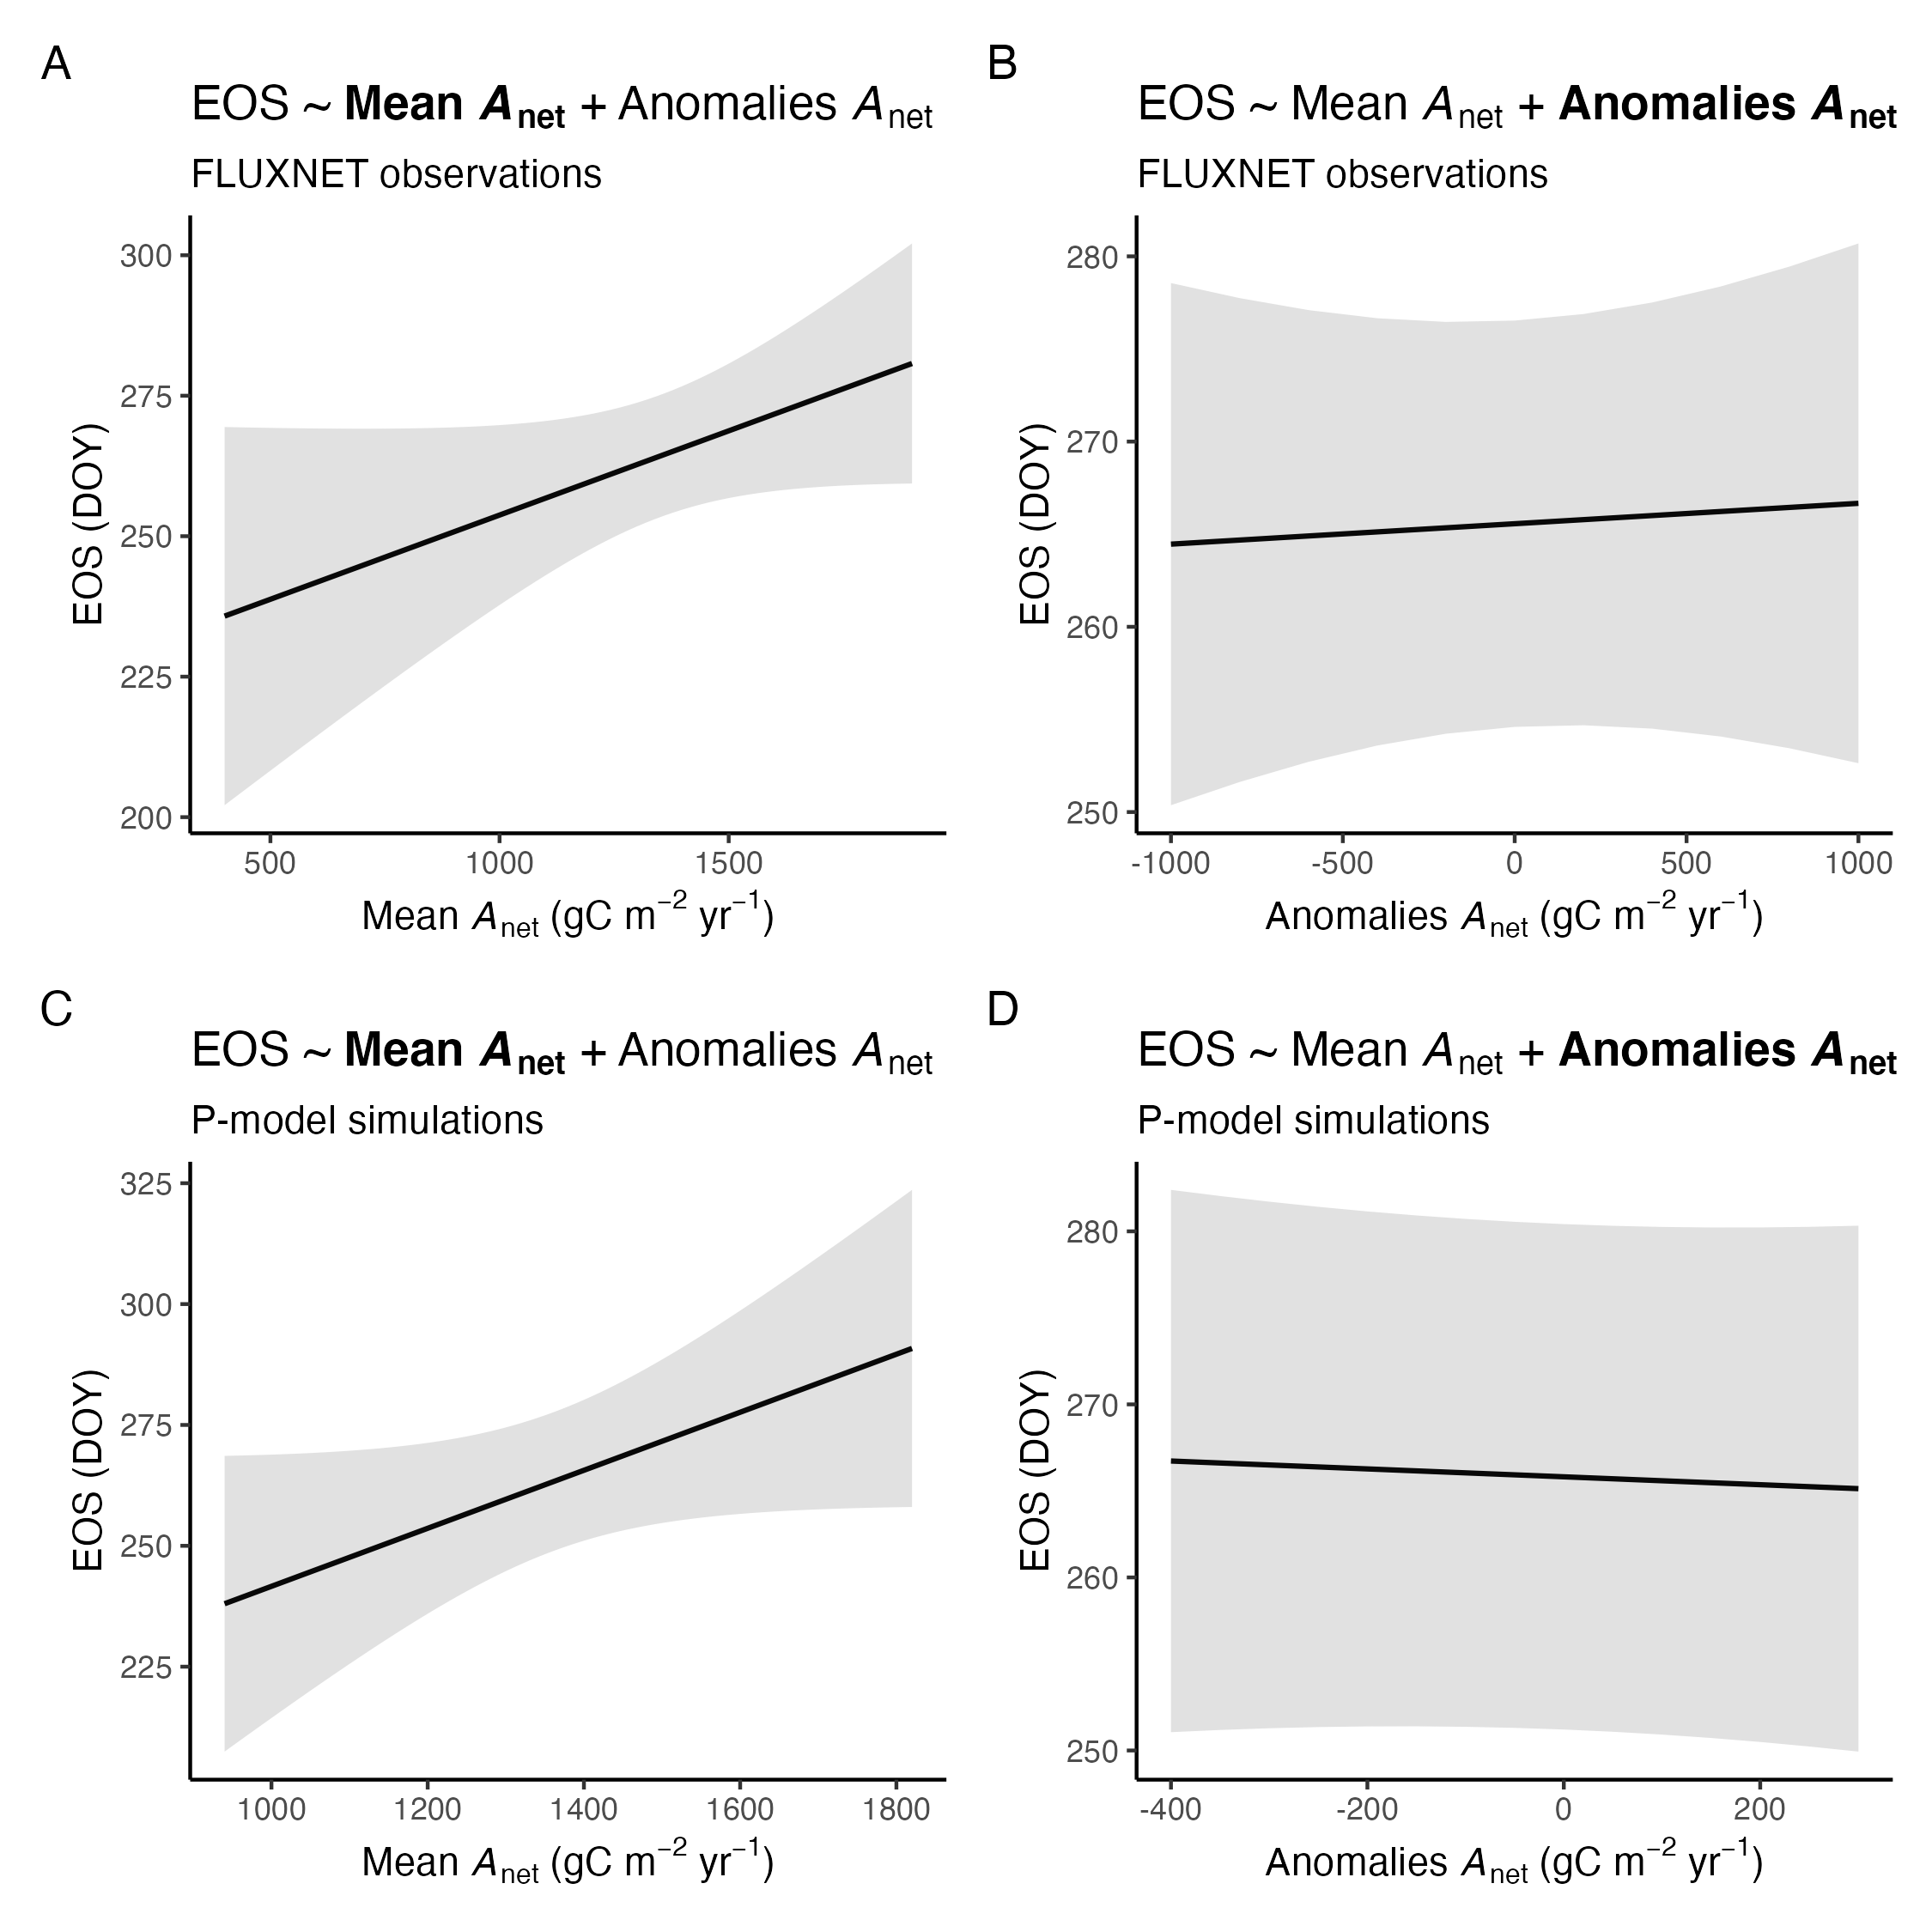 A
EOS ~ Mean Anet + Anomalies Anet
FLUXNET observations
EOS (DOY)
300
275
250
225
200
500 1000 1500
Mean Anet (gC m−2 yr−1)
B
EOS ~ Mean Anet + Anomalies Anet
FLUXNET observations
EOS (DOY)
280
270
260
250
-1000 -500 0 500 1000
Anomalies Anet (gC m−2 yr−1)
C
EOS ~ Mean Anet + Anomalies Anet
P-model simulations
EOS (DOY)
325
300
275
250
225
1000 1200 1400 1600 1800
Mean Anet (gC m−2 yr−1)
D
EOS ~ Mean Anet + Anomalies Anet
P-model simulations
EOS (DOY)
280
270
260
250
-400 -200 0 200
Anomalies Anet (gC m−2 yr−1)